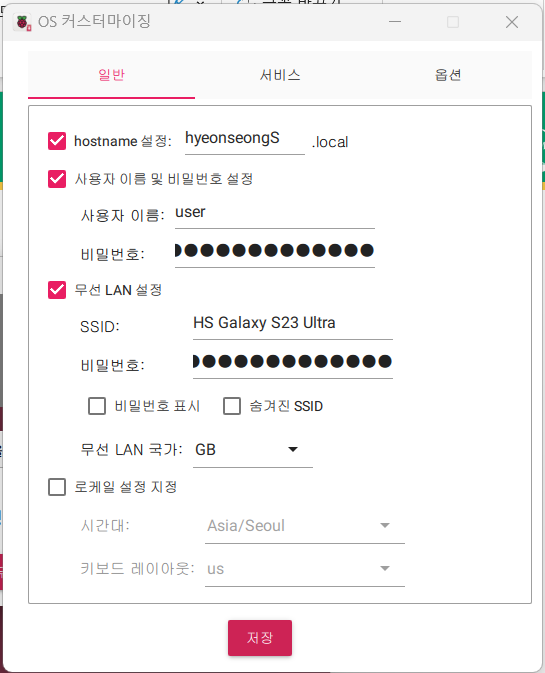 OS 커스터마이징
일반 서비스 옵션
hostname 설정: hyeonseongS .local
사용자 이름 및 비밀번호 설정
사용자 이름: user
비밀번호: ●●●●●●●●●●●●●●
무선 LAN 설정
SSID: HS Galaxy S23 Ultra
비밀번호: ●●●●●●●●●●●●●●
비밀번호 표시 숨겨진 SSID
무선 LAN 국가: GB
로케일 설정 지정
시간대: Asia/Seoul
키보드 레이아웃: us
저장